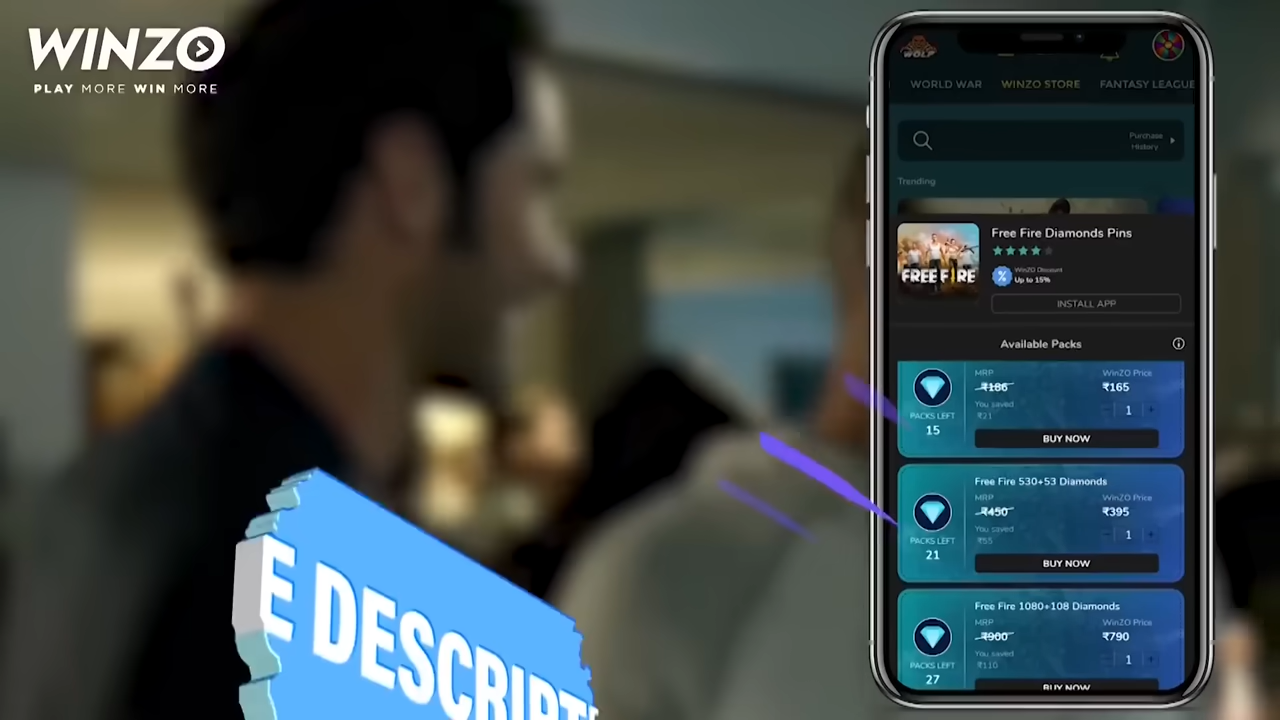 WINZO
PLAY MORE WIN MORE
WOLF
WORLD WAR WINZO STORE FANTASY LEAGUE
Purchase
History
Trending
Free Fire Diamonds Pins
FREE FIRE
WinZO Discount
Up to 15%
INSTALL APP
Available Packs
MRP WinZO Price
₹186 ₹165
You saved
₹21
1
PACKS LEFT
15
BUY NOW
Free Fire 530+53 Diamonds
MRP WinZO Price
₹450 ₹395
You saved
₹55
1
PACKS LEFT
21
BUY NOW
Free Fire 1080+108 Diamonds
MRP WinZO Price
₹900 ₹790
You saved
₹110
1
PACKS LEFT
27
BUY NOW
E DESCRIPT